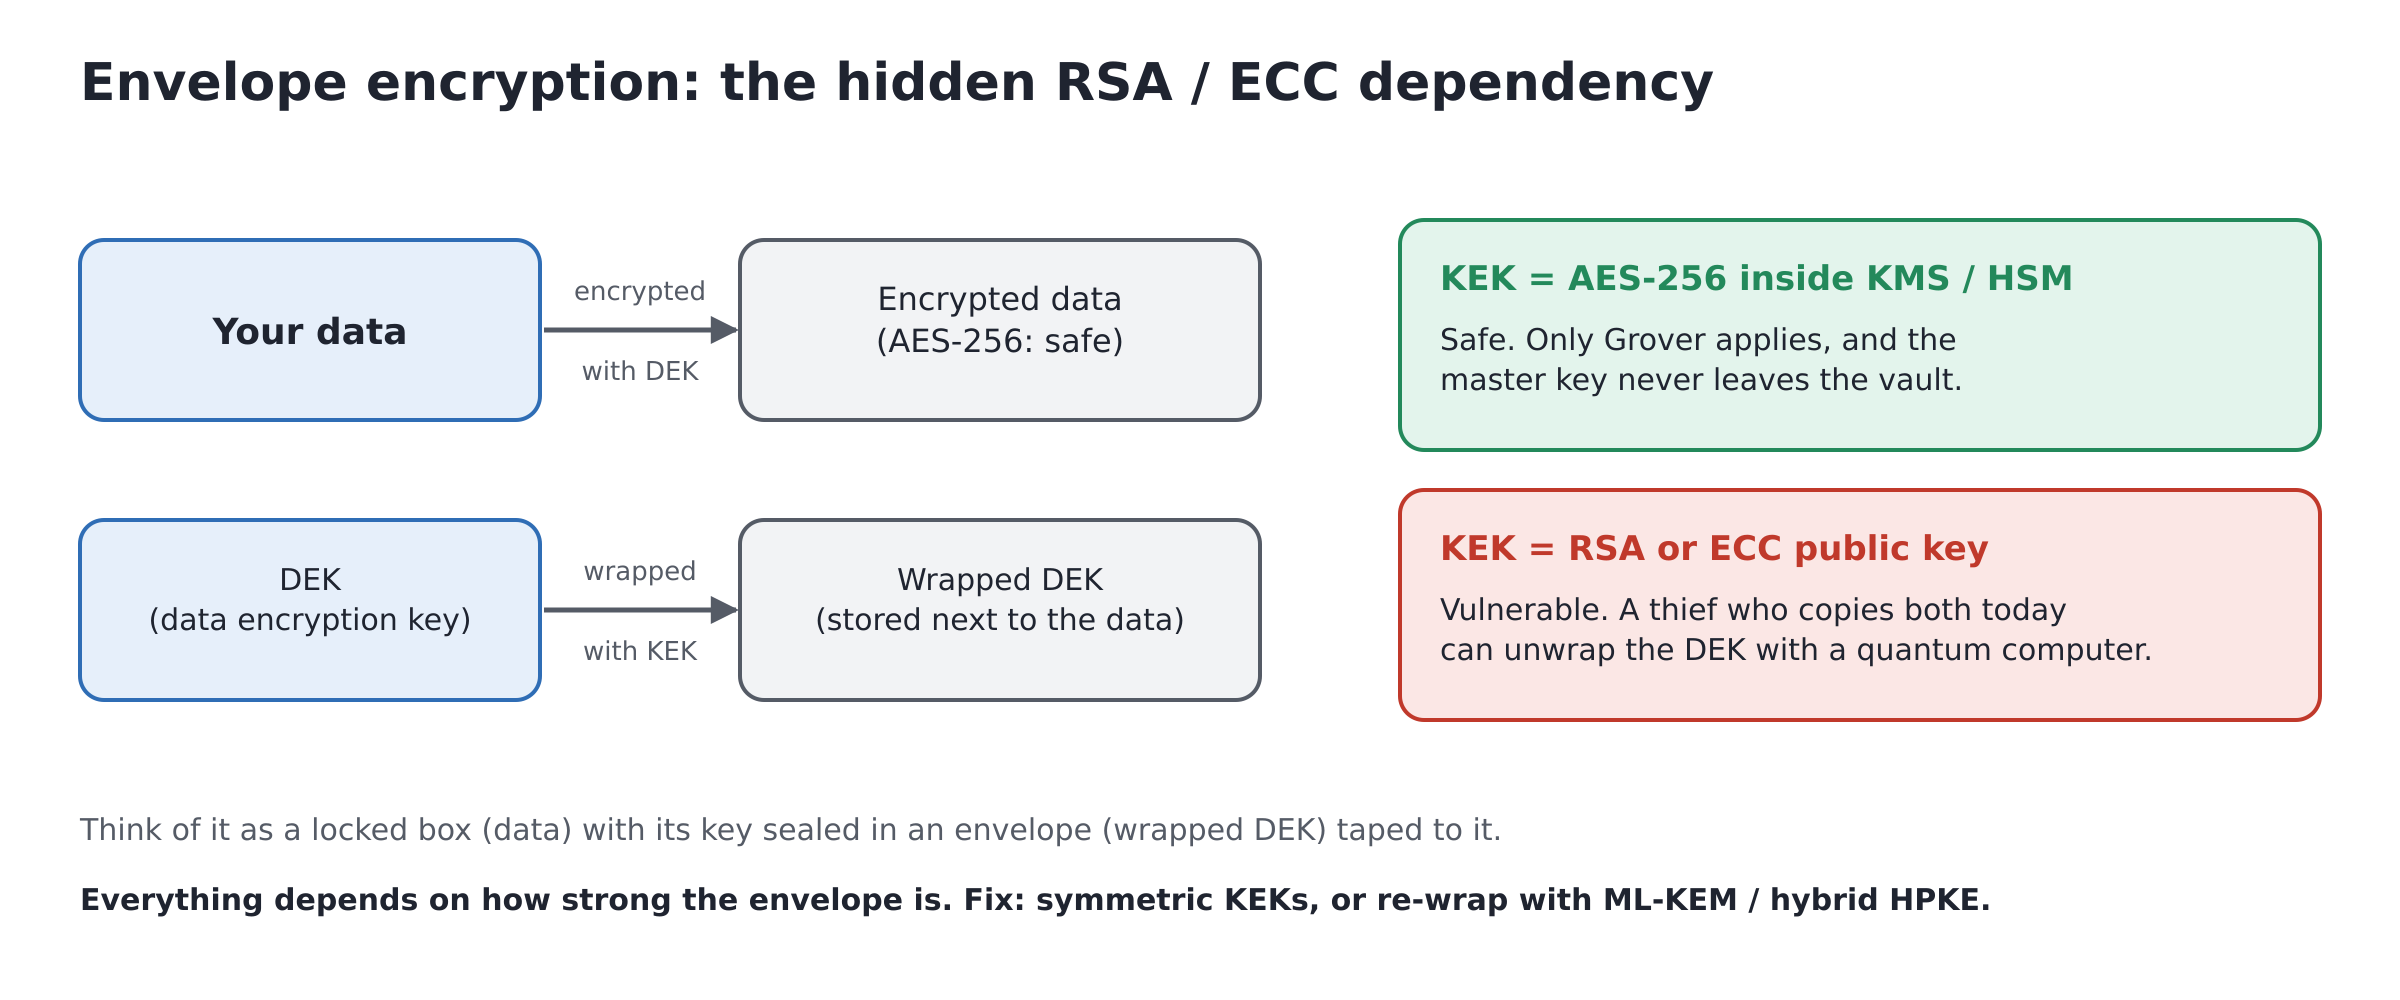 Envelope encryption: the hidden RSA / ECC dependency
Your data
encrypted
with DEK
Encrypted data
(AES-256: safe)
DEK
(data encryption key)
wrapped
with KEK
Wrapped DEK
(stored next to the data)
KEK = AES-256 inside KMS / HSM
Safe. Only Grover applies, and the
master key never leaves the vault.
KEK = RSA or ECC public key
Vulnerable. A thief who copies both today
can unwrap the DEK with a quantum computer.
Think of it as a locked box (data) with its key sealed in an envelope (wrapped DEK) taped to it.
Everything depends on how strong the envelope is. Fix: symmetric KEKs, or re-wrap with ML-KEM / hybrid HPKE.